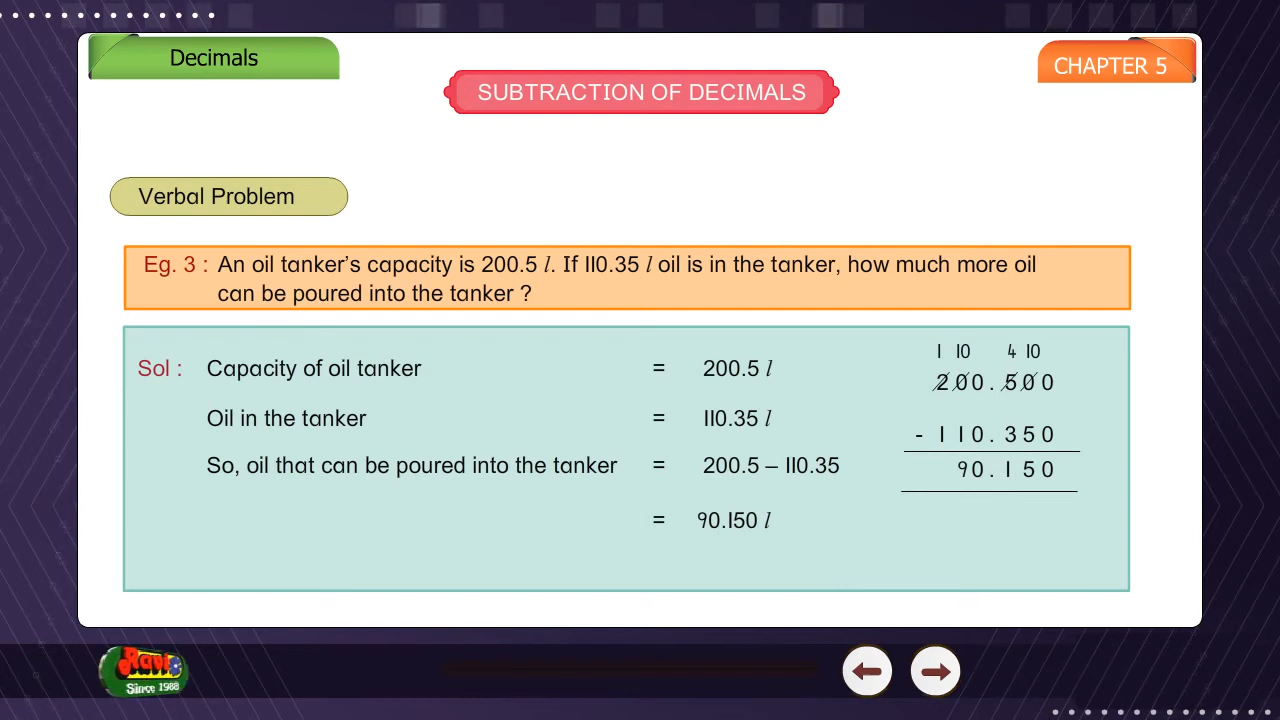 Decimals
CHAPTER 5
SUBTRACTION OF DECIMALS
Verbal Problem
Eg. 3 : An oil tanker's capacity is 200.5 l. If 110.35 l oil is in the tanker, how much more oil
can be poured into the tanker ?
1 10 4 10
Sol : Capacity of oil tanker = 200.5 l 200.500
Oil in the tanker = 110.35 l - 110.350
So, oil that can be poured into the tanker = 200.5 – 110.35 90.150
= 90.150 l
Ravi
Since 1988